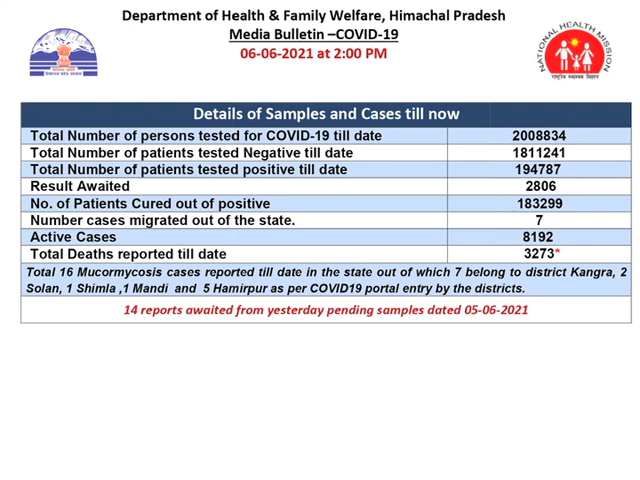 Department of Health & Family Welfare, Himachal Pradesh
Media Bulletin –COVID-19
06-06-2021 at 2:00 PM
NATIONAL HEALTH MISSION
राष्ट्रीय स्वास्थ्य मिशन
Details of Samples and Cases till now
Total Number of persons tested for COVID-19 till date 2008834
Total Number of patients tested Negative till date 1811241
Total Number of patients tested positive till date 194787
Result Awaited 2806
No. of Patients Cured out of positive 183299
Number cases migrated out of the state. 7
Active Cases 8192
Total Deaths reported till date 3273*
Total 16 Mucormycosis cases reported till date in the state out of which 7 belong to district Kangra, 2
Solan, 1 Shimla ,1 Mandi and 5 Hamirpur as per COVID19 portal entry by the districts.
14 reports awaited from yesterday pending samples dated 05-06-2021